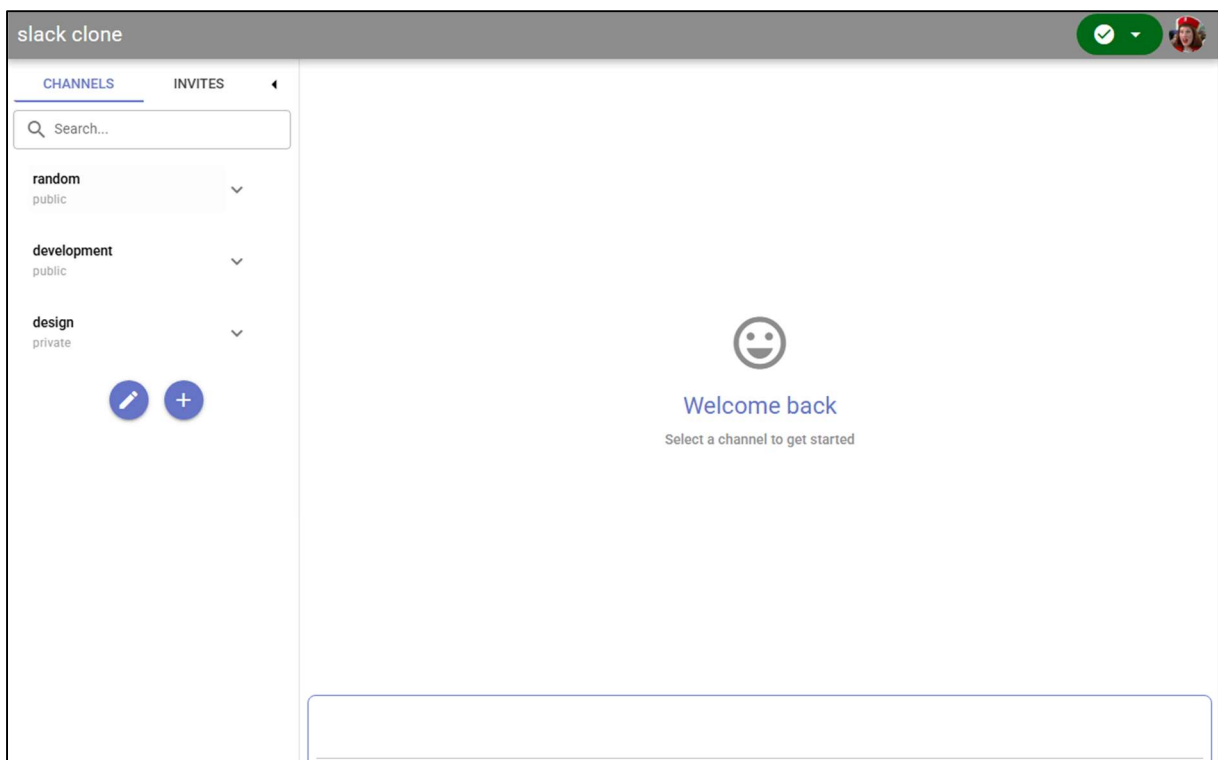 slack clone
CHANNELS INVITES
Search...
random
public
development
public
design
private
Welcome back
Select a channel to get started